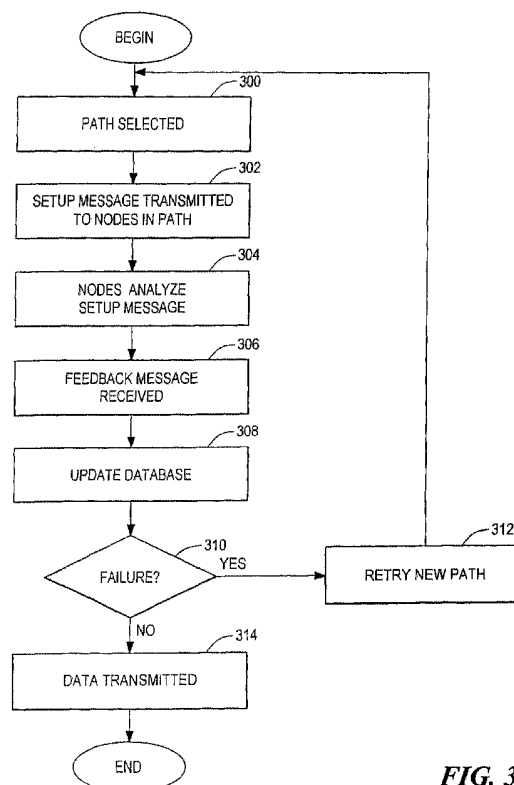 BEGIN
300
PATH SELECTED
302
SETUP MESSAGE TRANSMITTED
TO NODES IN PATH
304
NODES ANALYZE
SETUP MESSAGE
306
FEEDBACK MESSAGE
RECEIVED
308
UPDATE DATABASE
310
FAILURE?
YES
312
RETRY NEW PATH
NO
314
DATA TRANSMITTED
END
FIG. 3